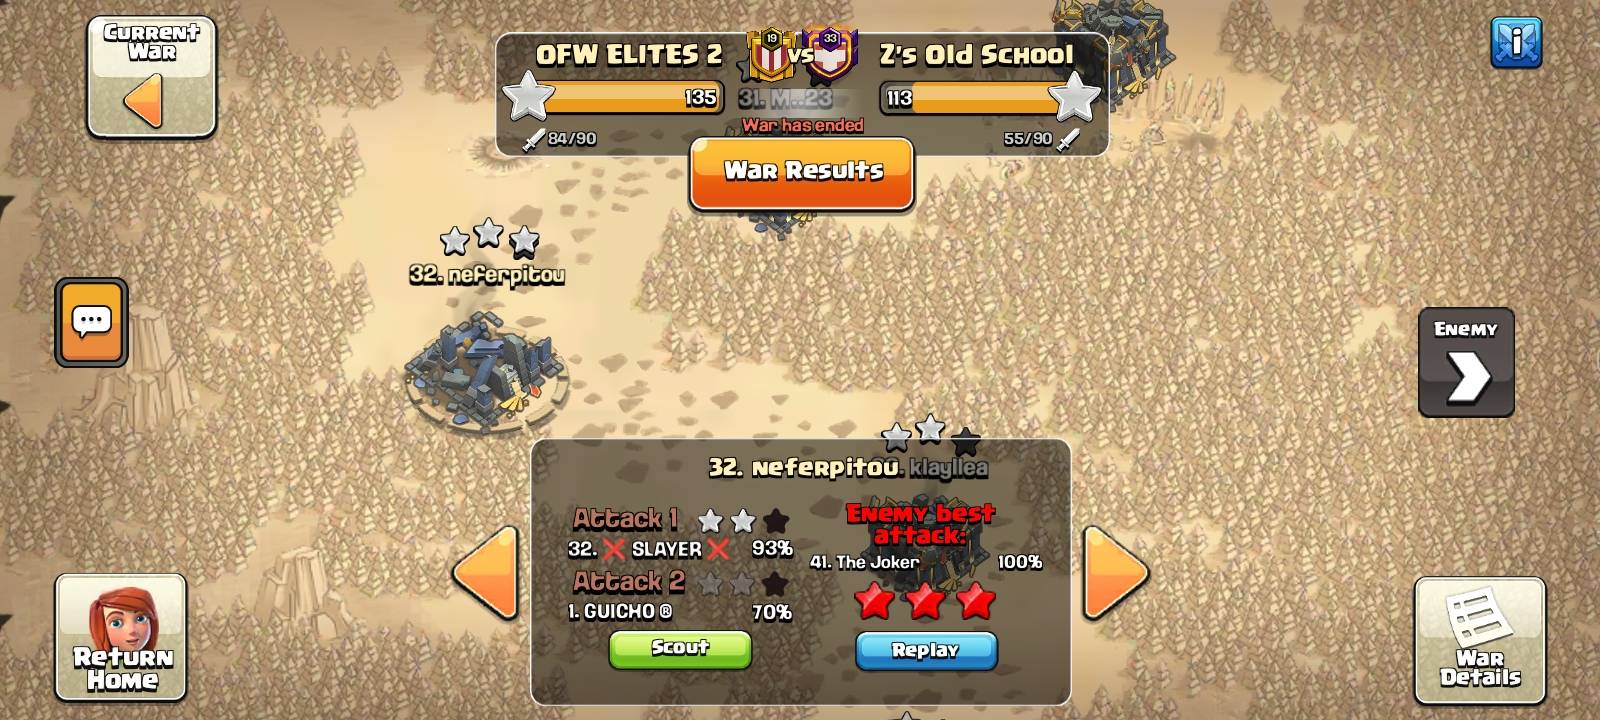 Current
War
OFW ELITES 2
19
vs
33
Z's Old School
135
31. M..23
113
War has ended
84/90
55/90
War Results
32. neferpitou
Enemy
klayllea
32. neferpitou
Attack 1
32. ❌ SLAYER ❌ 93%
Attack 2
1. GUICHO ® 70%
Scout
Enemy best
attack:
41. The Joker 100%
Replay
Return
Home
War
Details